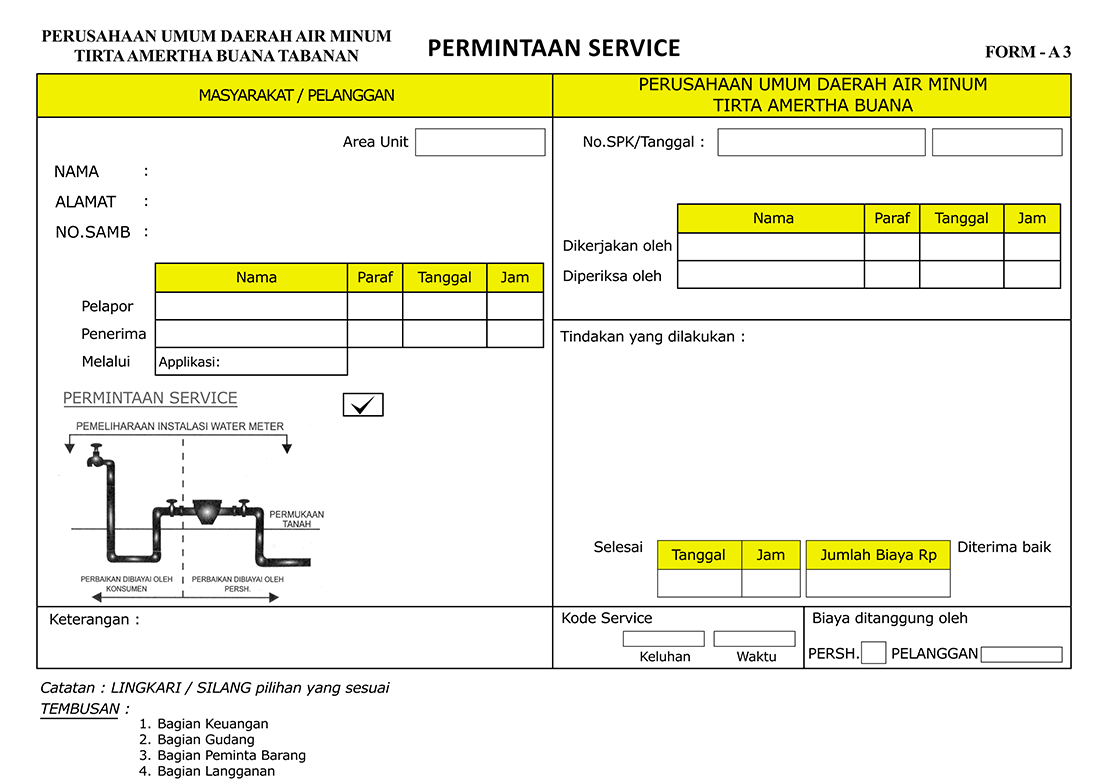 PERUSAHAAN UMUM DAERAH AIR MINUM
TIRTA AMERTHA BUANA TABANAN
PERMINTAAN SERVICE
FORM - A 3
MASYARAKAT / PELANGGAN
Area Unit
NAMA :
ALAMAT :
NO.SAMB :
Nama Paraf Tanggal Jam
Pelapor
Penerima
Melalui Applikasi:
PERMINTAAN SERVICE
PEMELIHARAAN INSTALASI WATER METER
PERMUKAAN
TANAH
PERBAIKAN DIBIAYAI OLEH
KONSUMEN
PERBAIKAN DIBIAYAI OLEH
PERSH.
Keterangan :
PERUSAHAAN UMUM DAERAH AIR MINUM
TIRTA AMERTHA BUANA
No.SPK/Tanggal :
Nama Paraf Tanggal Jam
Dikerjakan oleh
Diperiksa oleh
Tindakan yang dilakukan :
Selesai Tanggal Jam Jumlah Biaya Rp Diterima baik
Kode Service
Keluhan Waktu
Biaya ditanggung oleh
PERSH. PELANGGAN
Catatan : LINGKARI / SILANG pilihan yang sesuai
TEMBUSAN :
1. Bagian Keuangan
2. Bagian Gudang
3. Bagian Peminta Barang
4. Bagian Langganan